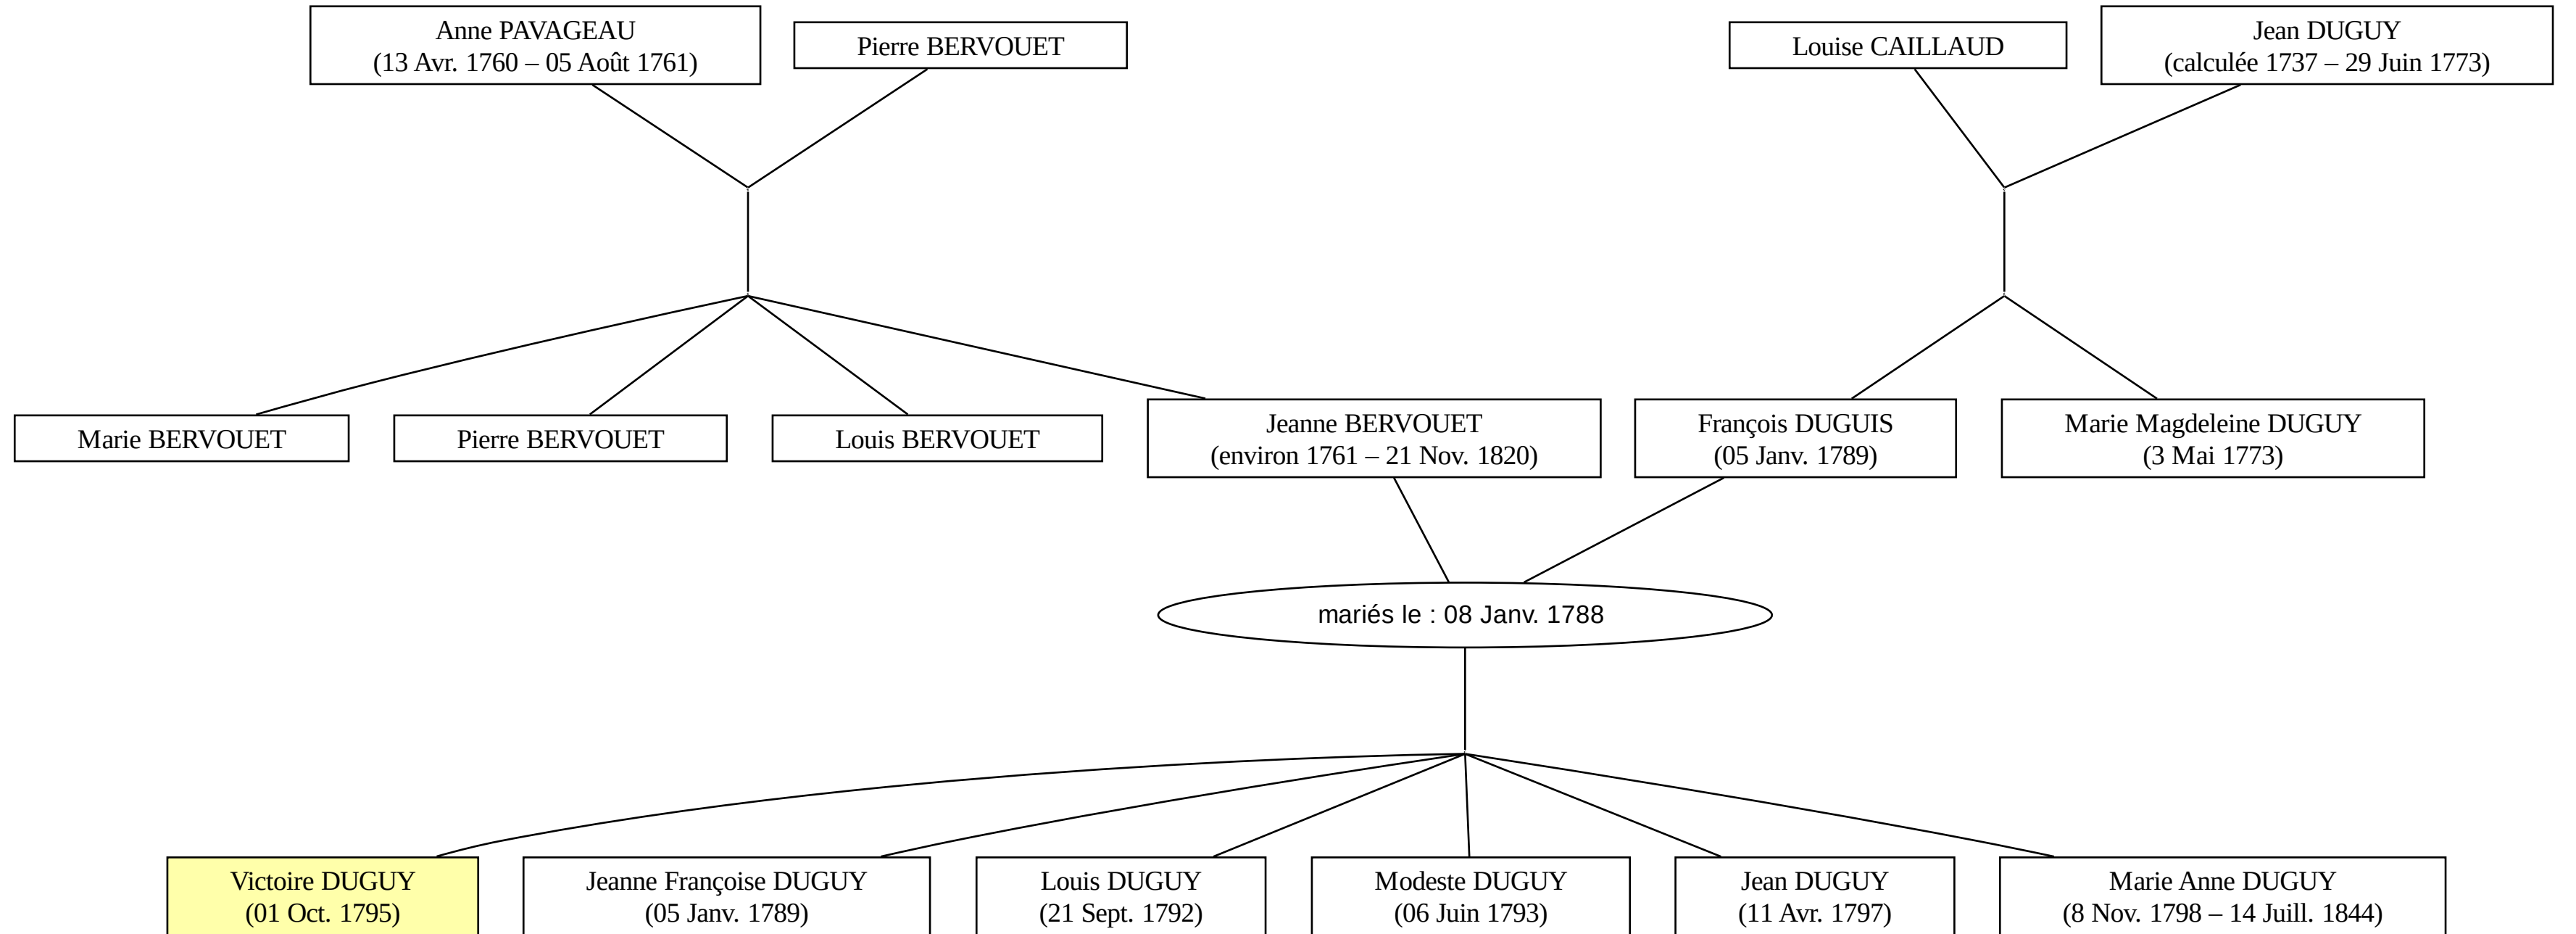 Anne PAVAGEAU
(13 Avr. 1760 – 05 Août 1761)
Pierre BERVOUET
Louise CAILLAUD
Jean DUGUY
(calculée 1737 – 29 Juin 1773)
Marie BERVOUET
Pierre BERVOUET
Louis BERVOUET
Jeanne BERVOUET
(environ 1761 – 21 Nov. 1820)
François DUGUIS
(05 Janv. 1789)
Marie Magdeleine DUGUY
(3 Mai 1773)
mariés le : 08 Janv. 1788
Victoire DUGUY
(01 Oct. 1795)
Jeanne Françoise DUGUY
(05 Janv. 1789)
Louis DUGUY
(21 Sept. 1792)
Modeste DUGUY
(06 Juin 1793)
Jean DUGUY
(11 Avr. 1797)
Marie Anne DUGUY
(8 Nov. 1798 – 14 Juill. 1844)